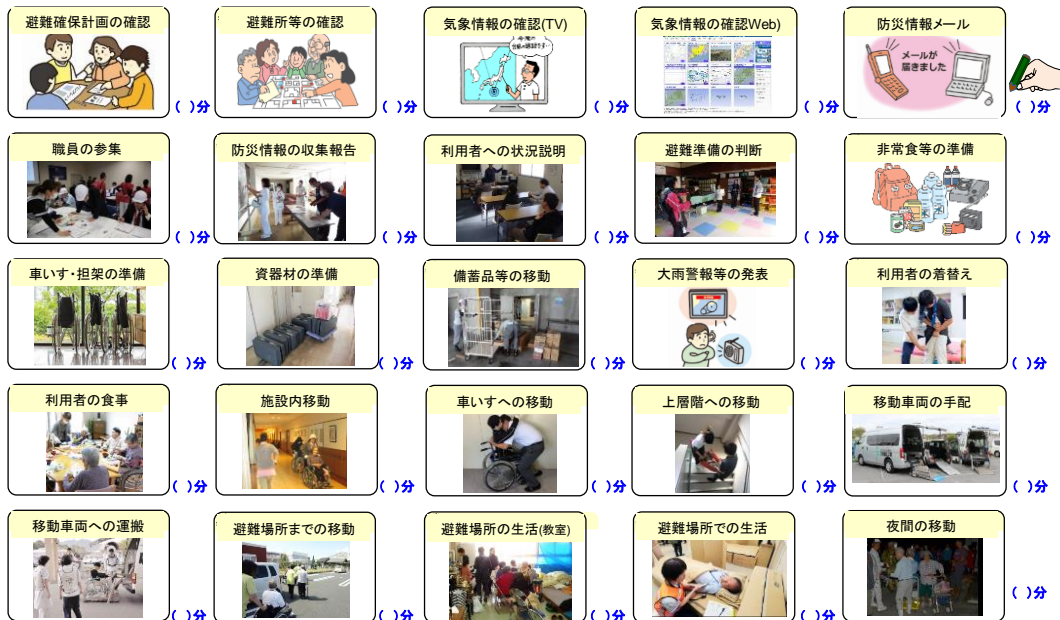 避難確保計画の確認
( )分
避難所等の確認
( )分
気象情報の確認(TV)
( )分
気象情報の確認Web)
( )分
防災情報メール
メールが
届きました
( )分
職員の参集
( )分
防災情報の収集報告
( )分
利用者への状況説明
( )分
避難準備の判断
( )分
非常食等の準備
( )分
車いす・担架の準備
( )分
資器材の準備
( )分
備蓄品等の移動
( )分
大雨警報等の発表
( )分
利用者の着替え
( )分
利用者の食事
( )分
施設内移動
( )分
車いすへの移動
( )分
上層階への移動
( )分
移動車両の手配
( )分
移動車両への運搬
( )分
避難場所までの移動
( )分
避難場所の生活(教室)
( )分
避難場所での生活
( )分
夜間の移動
( )分